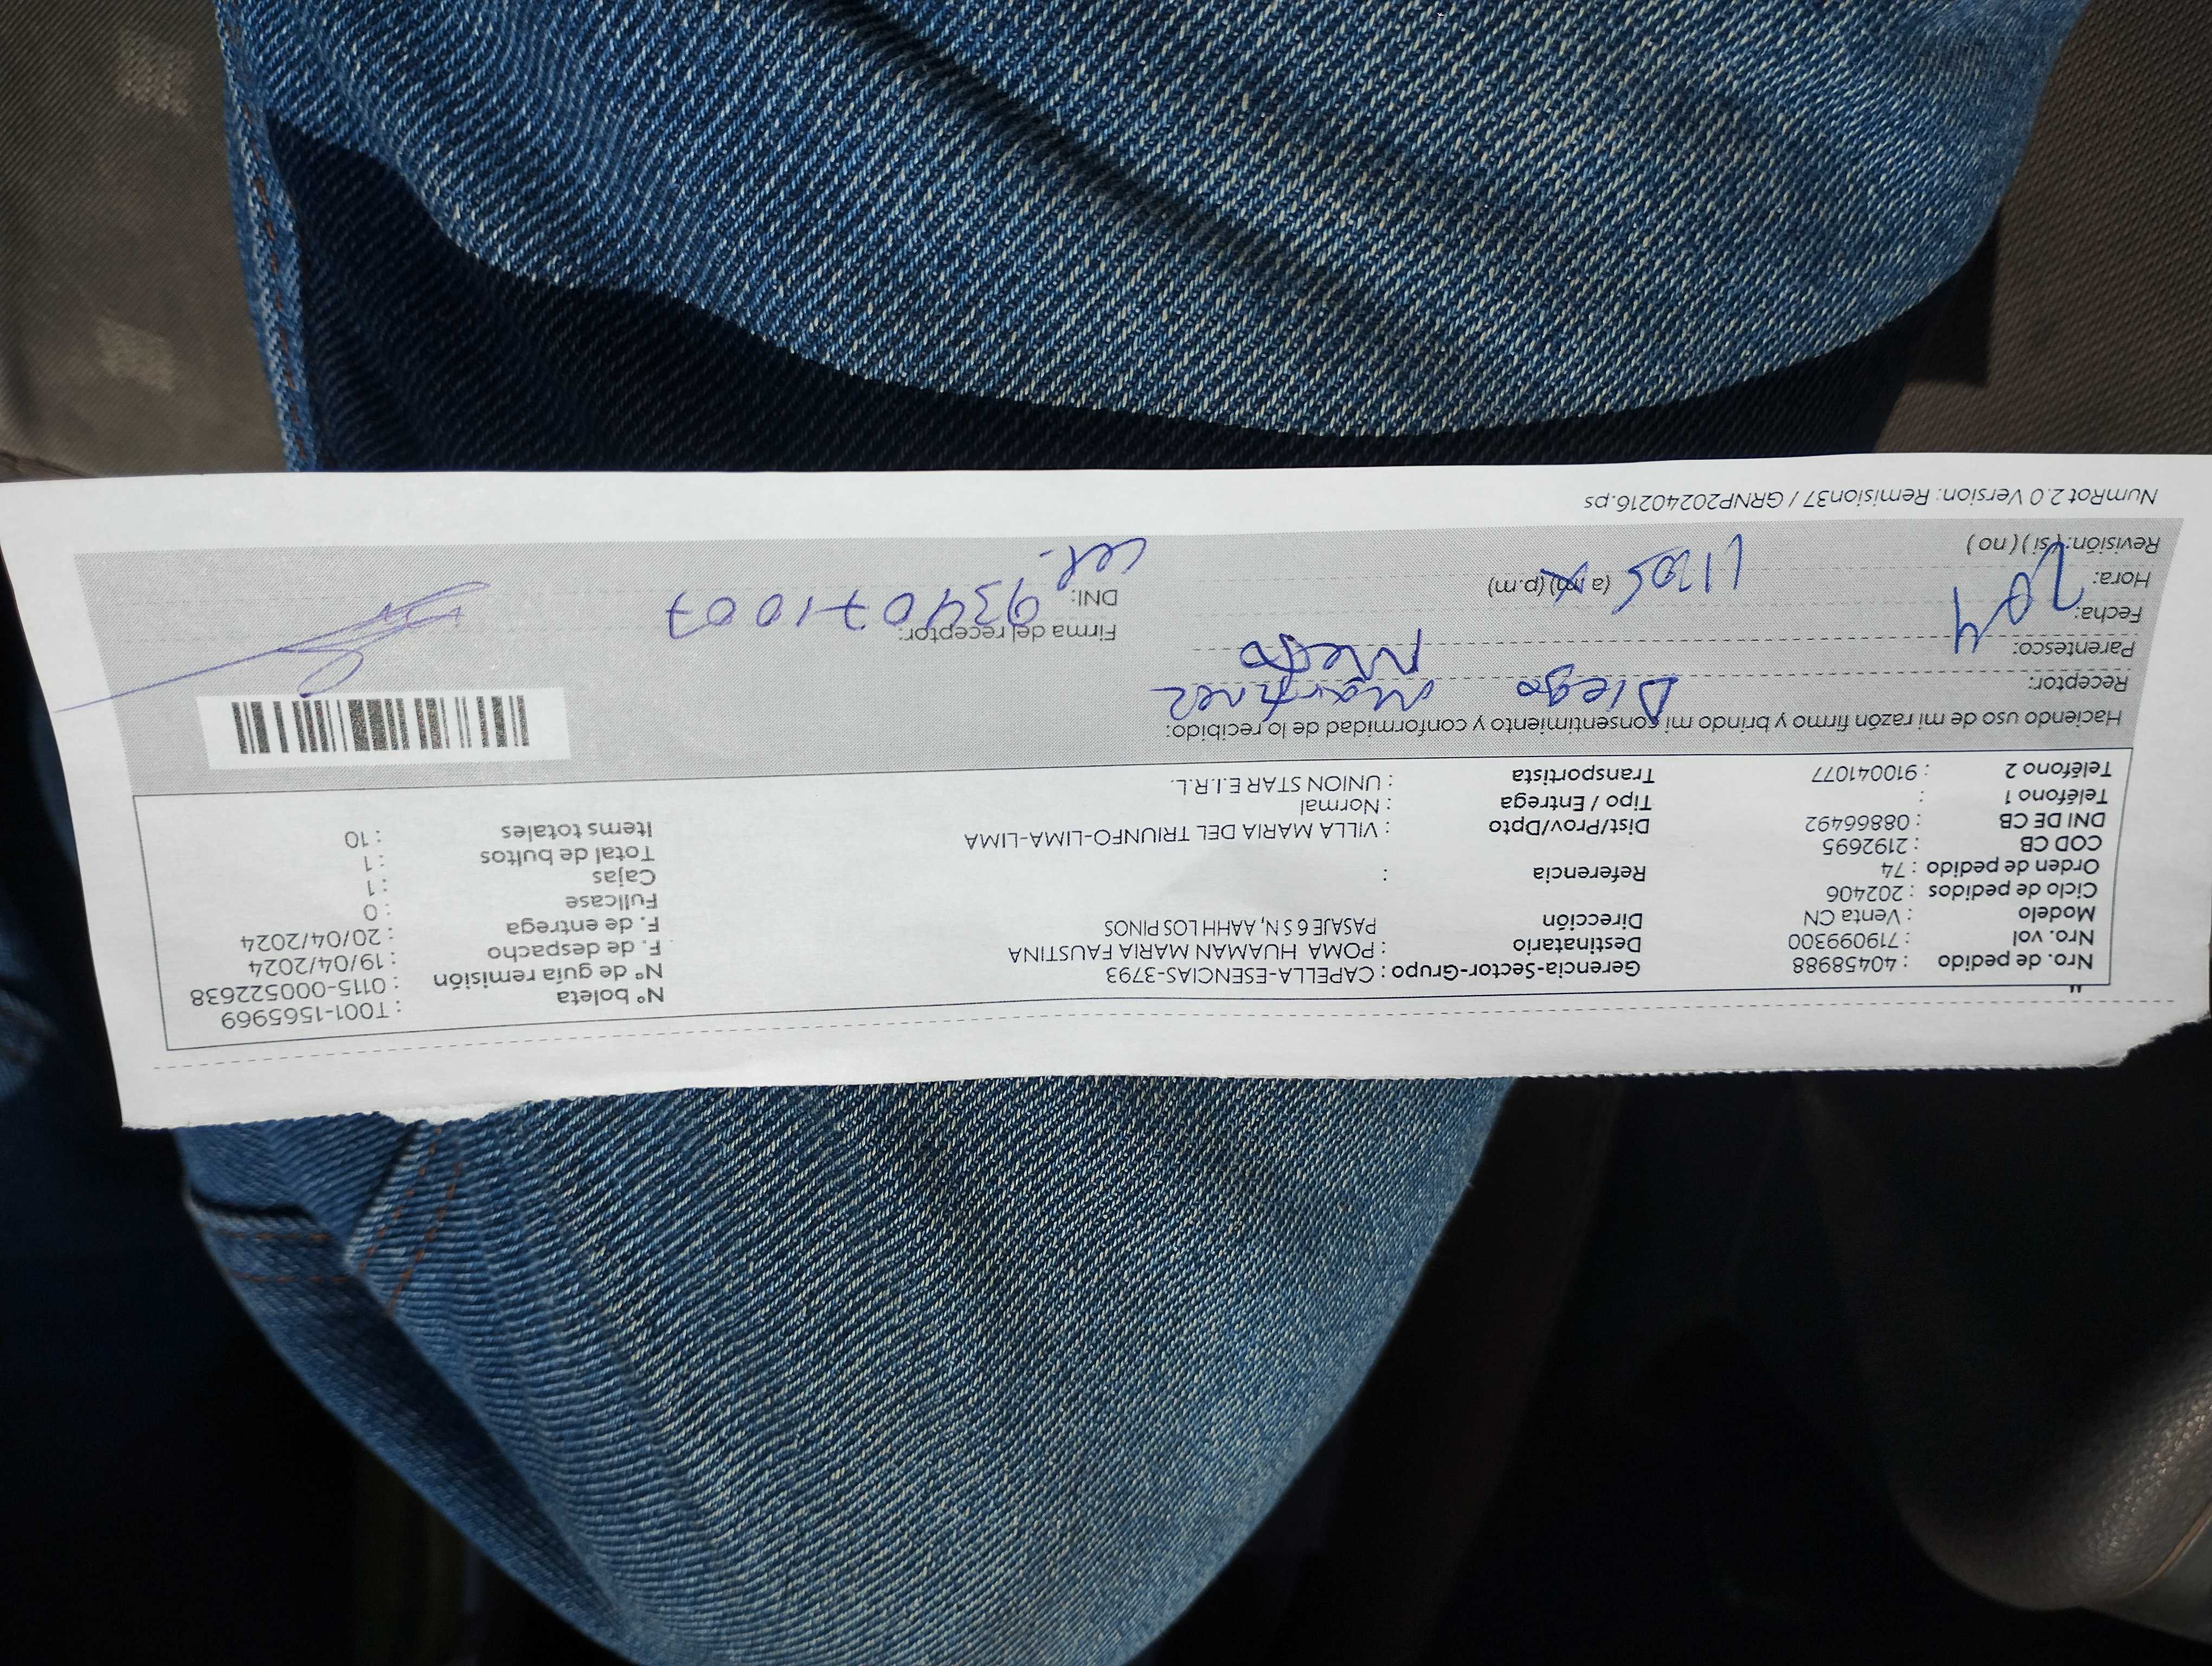 Nº boleta : T001-1565969
Nro. de pedido : 40458988 Gerencia-Sector-Grupo : CAPELLA-ESENCIAS-3793 Nº de guía remisión : 0115-000522638
Nro. vol : 719099300 Destinatario : POMA HUAMAN MARIA FAUSTINA F. de despacho : 19/04/2024
Modelo : Venta CN Dirección PASAJE 6 S N, AAHH LOS PINOS F. de entrega : 20/04/2024
Ciclo de pedidos : 202406 Fullcase : 0
Orden de pedido : 74 Referencia : Cajas : 1
COD CB : 2192695 Total de bultos : 1
DNI DE CB : 08866492 Dist/Prov/Dpto : VILLA MARIA DEL TRIUNFO-LIMA-LIMA Items totales : 10
Teléfono 1 : Tipo / Entrega : Normal
Teléfono 2 : 910041077 Transportista : UNION STAR E.I.R.L.
Haciendo uso de mi razón firmo y brindo mi consentimiento y conformidad de lo recibido:
Receptor: Diego Martinez
Parentesco: Nieto
Firma del receptor:
Fecha: 20 4
Hora: (a.m) (p.m)
DNI: 934071007
cel.
Revisión: ( si ) ( no )
NumRot 2.0 Version: Remision37 / GRNP20240216.ps